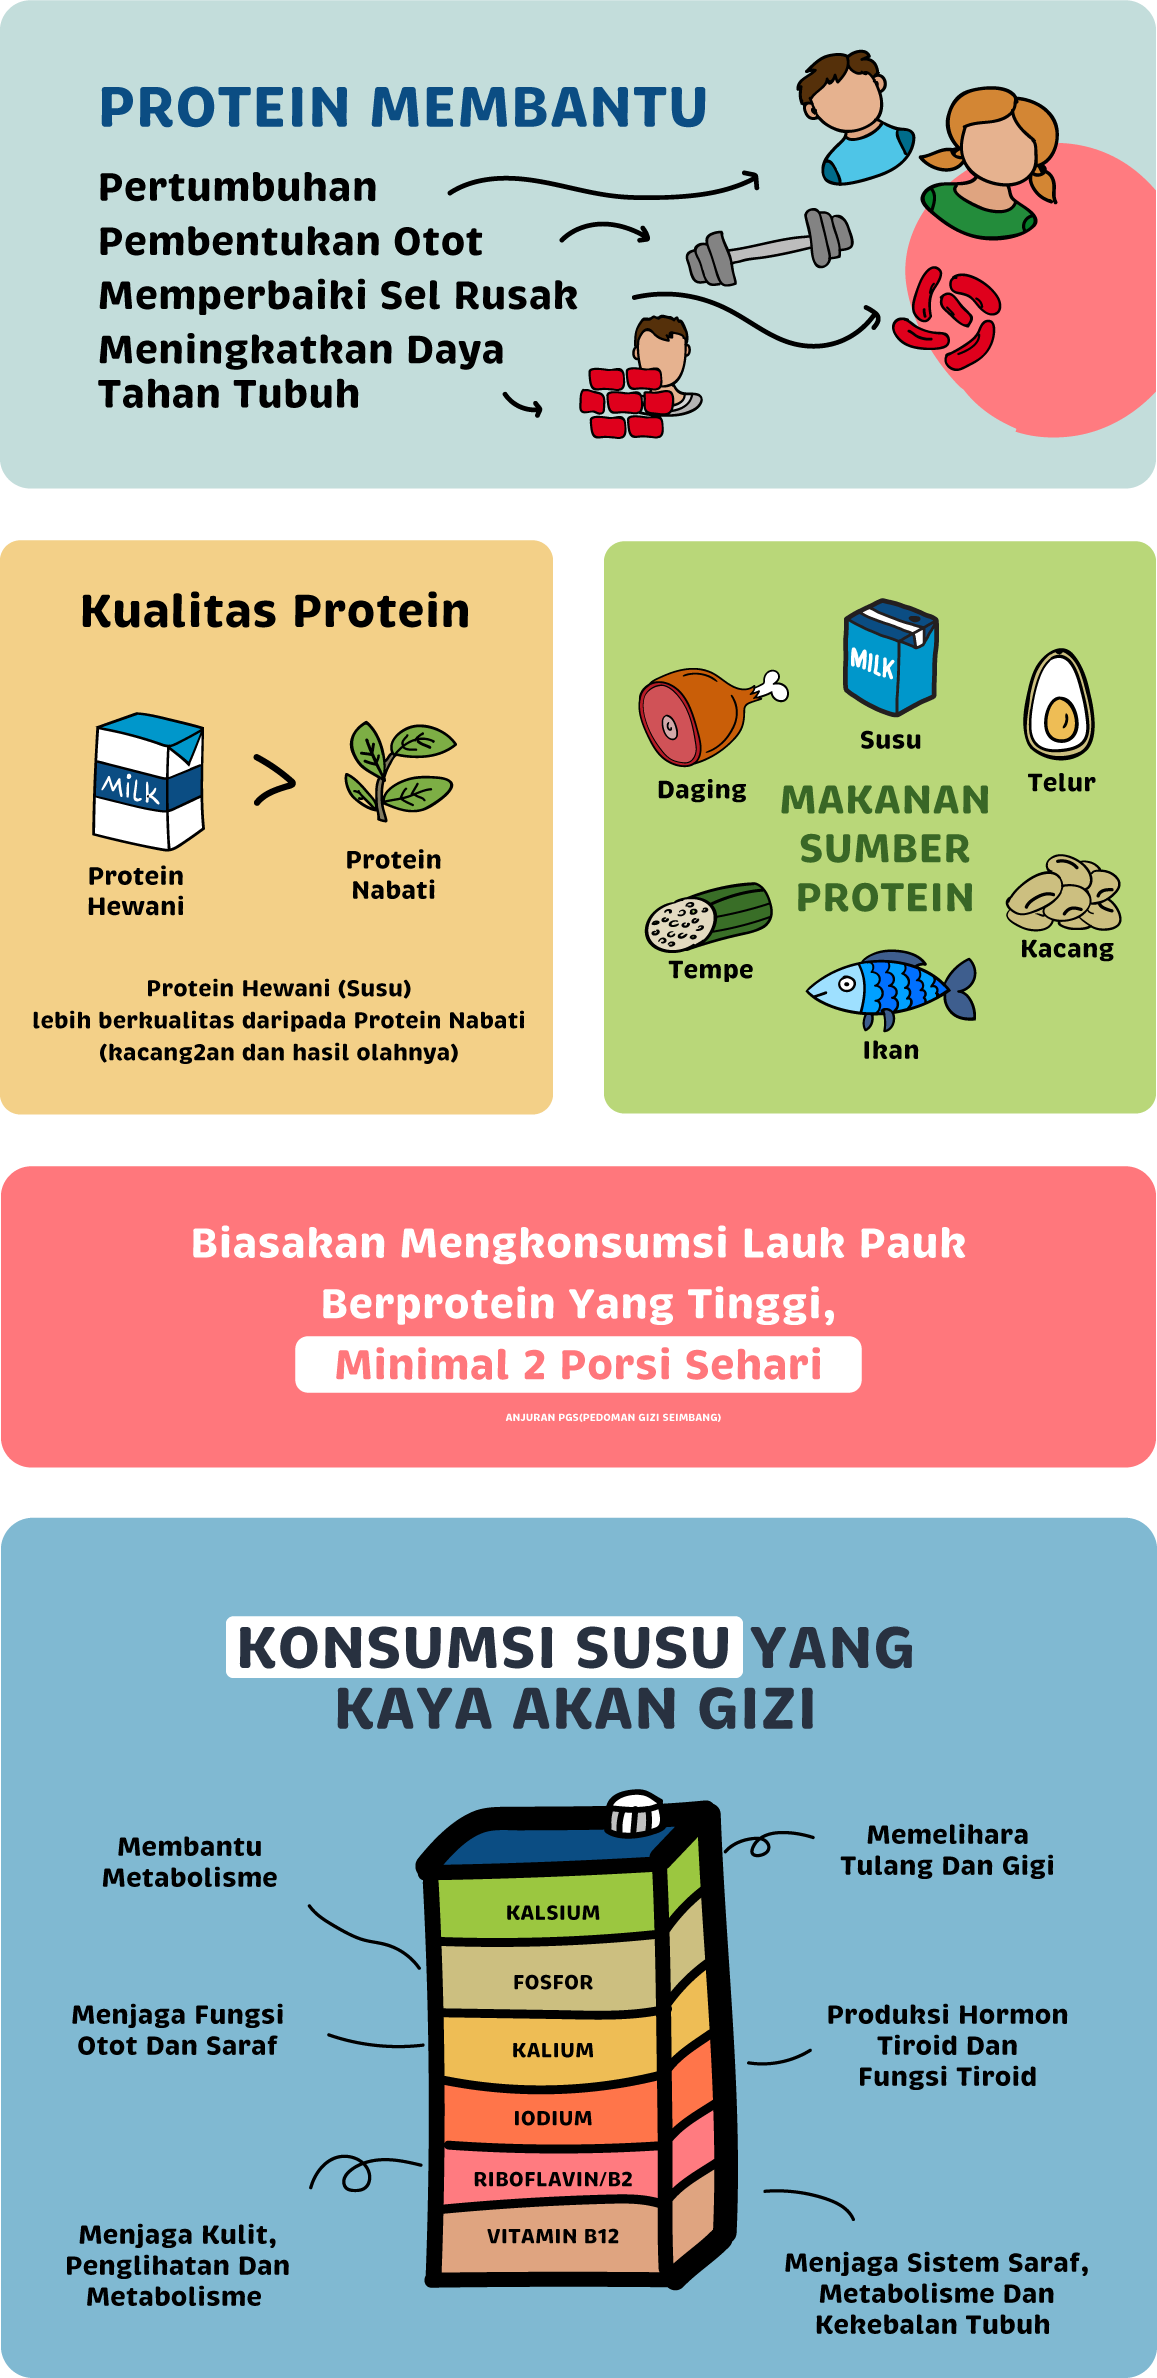 PROTEIN MEMBANTU
Pertumbuhan
Pembentukan Otot
Memperbaiki Sel Rusak
Meningkatkan Daya
Tahan Tubuh
Kualitas Protein
MiLK
Protein
Hewani
>
Protein
Nabati
Protein Hewani (Susu)
lebih berkualitas daripada Protein Nabati
(kacang2an dan hasil olahnya)
MILK
Susu
Daging
Telur
MAKANAN
SUMBER
PROTEIN
Tempe
Kacang
Ikan
Biasakan Mengkonsumsi Lauk Pauk
Berprotein Yang Tinggi,
Minimal 2 Porsi Sehari
ANJURAN PGS(PEDOMAN GIZI SEIMBANG)
KONSUMSI SUSU YANG
KAYA AKAN GIZI
Membantu
Metabolisme
Memelihara
Tulang Dan Gigi
KALSIUM
FOSFOR
Menjaga Fungsi
Otot Dan Saraf
KALIUM
Produksi Hormon
Tiroid Dan
Fungsi Tiroid
IODIUM
RIBOFLAVIN/B2
VITAMIN B12
Menjaga Kulit,
Penglihatan Dan
Metabolisme
Menjaga Sistem Saraf,
Metabolisme Dan
Kekebalan Tubuh